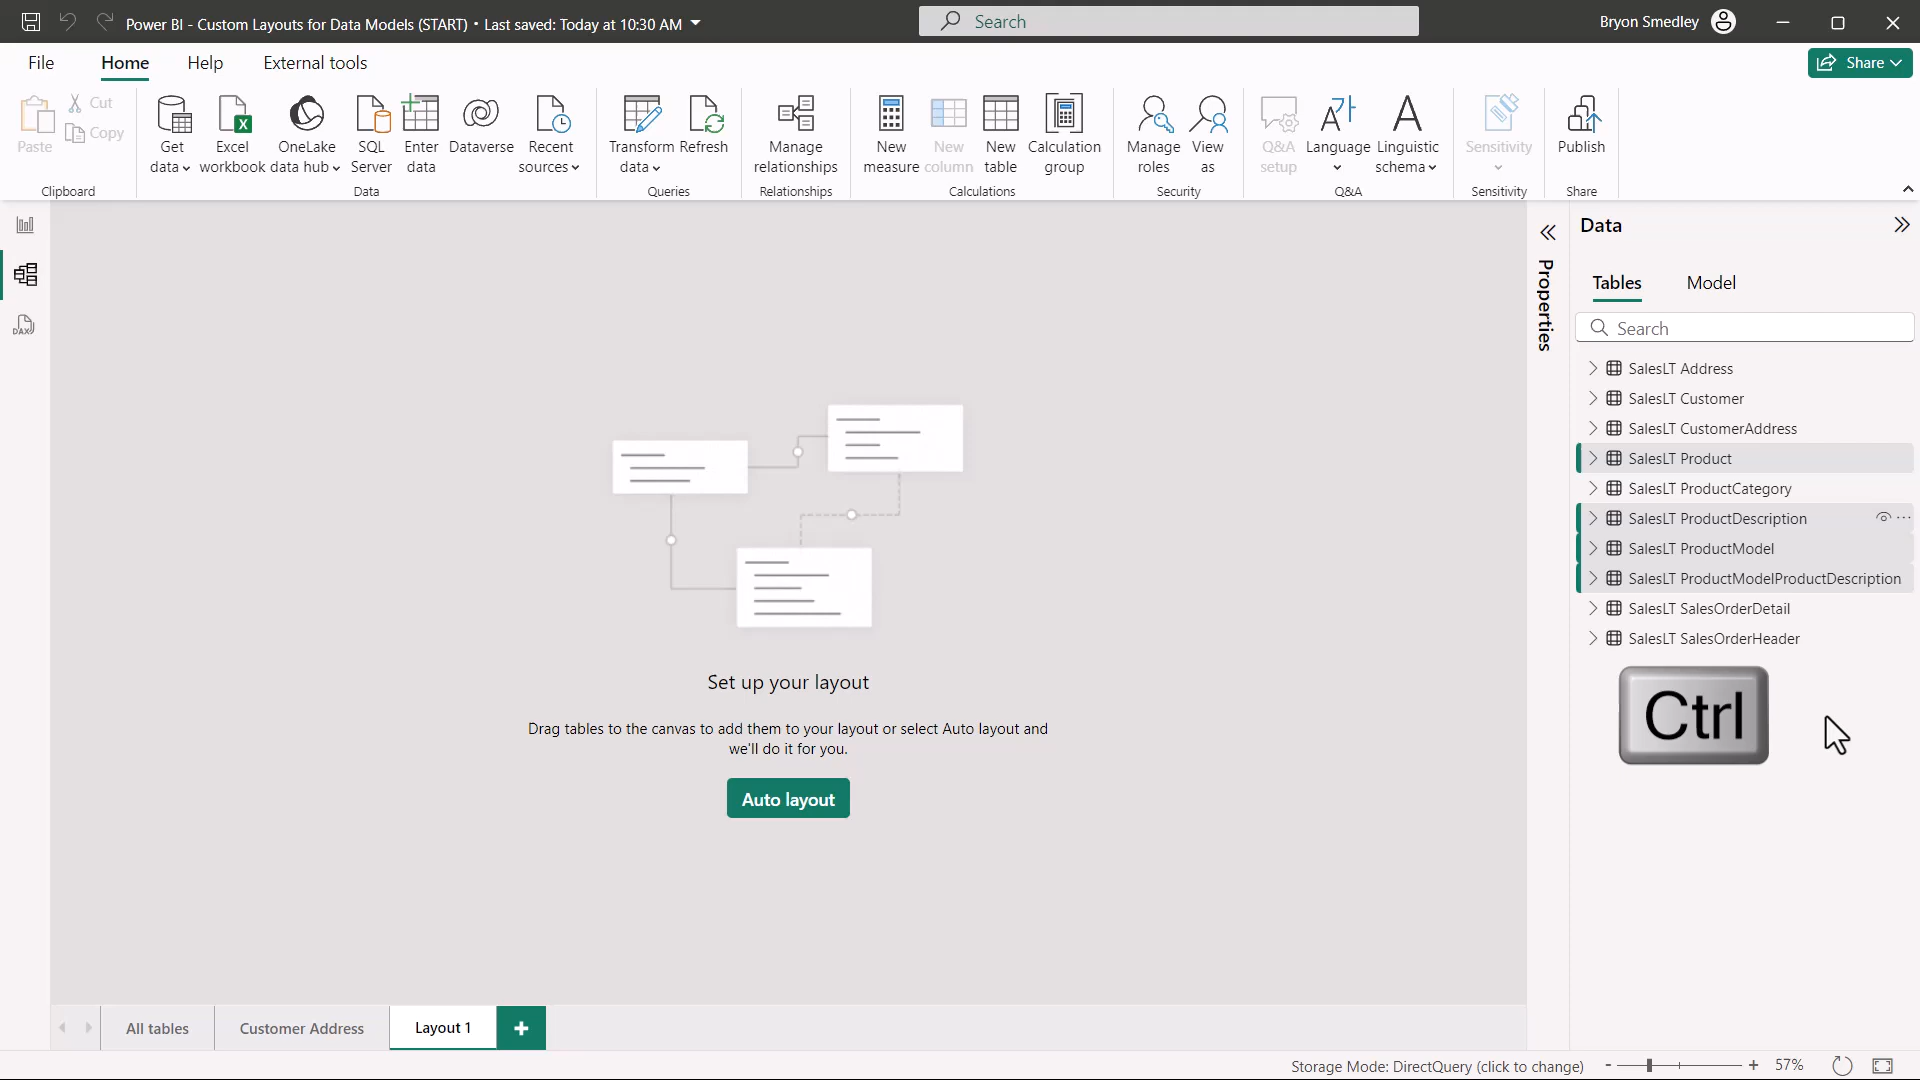 Power BI - Custom Layouts for Data Models (START) • Last saved: Today at 10:30 AM
Search
Bryon Smedley
File
Home
Help
External tools
Share
Paste
Cut
Copy
Clipboard
Get data
Excel workbook
OneLake data hub
SQL Server
Enter data
Dataverse
Recent sources
Data
Transform data
Refresh
Queries
Manage relationships
Relationships
New measure
New column
New table
Calculation group
Calculations
Manage roles
View as
Security
Q&A setup
Language
Linguistic schema
Q&A
Sensitivity
Sensitivity
Publish
Share
DAX
Set up your layout
Drag tables to the canvas to add them to your layout or select Auto layout and
we'll do it for you.
Auto layout
Properties
Data
Tables
Model
Search
SalesLT Address
SalesLT Customer
SalesLT CustomerAddress
SalesLT Product
SalesLT ProductCategory
SalesLT ProductDescription
SalesLT ProductModel
SalesLT ProductModelProductDescription
SalesLT SalesOrderDetail
SalesLT SalesOrderHeader
Ctrl
All tables
Customer Address
Layout 1
Storage Mode: DirectQuery (click to change)
- + 57%